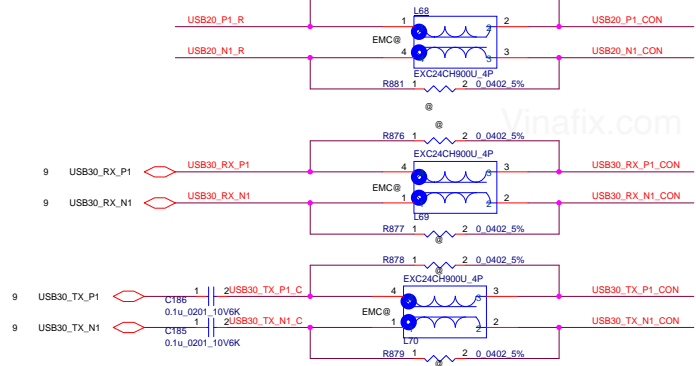 L68
USB20_P1_R 1 2 USB20_P1_CON
EMC@
USB20_N1_R 4 3 USB20_N1_CON
EXC24CH900U_4P
R881 1 2 0_0402_5%
@
Vinafix.com
@
R876 1 2 0_0402_5%
EXC24CH900U_4P
9 USB30_RX_P1 USB30_RX_P1 4 3 USB30_RX_P1_CON
EMC@
9 USB30_RX_N1 USB30_RX_N1 1 2 USB30_RX_N1_CON
L69
R877 1 2 0_0402_5%
@
R878 1 2 0_0402_5%
@
EXC24CH900U_4P
9 USB30_TX_P1 1 2 USB30_TX_P1_C 4 3 USB30_TX_P1_CON
C186
0.1u_0201_10V6K
EMC@
9 USB30_TX_N1 1 2 USB30_TX_N1_C 1 2 USB30_TX_N1_CON
C185
0.1u_0201_10V6K
L70
R879 1 2 0_0402_5%
@